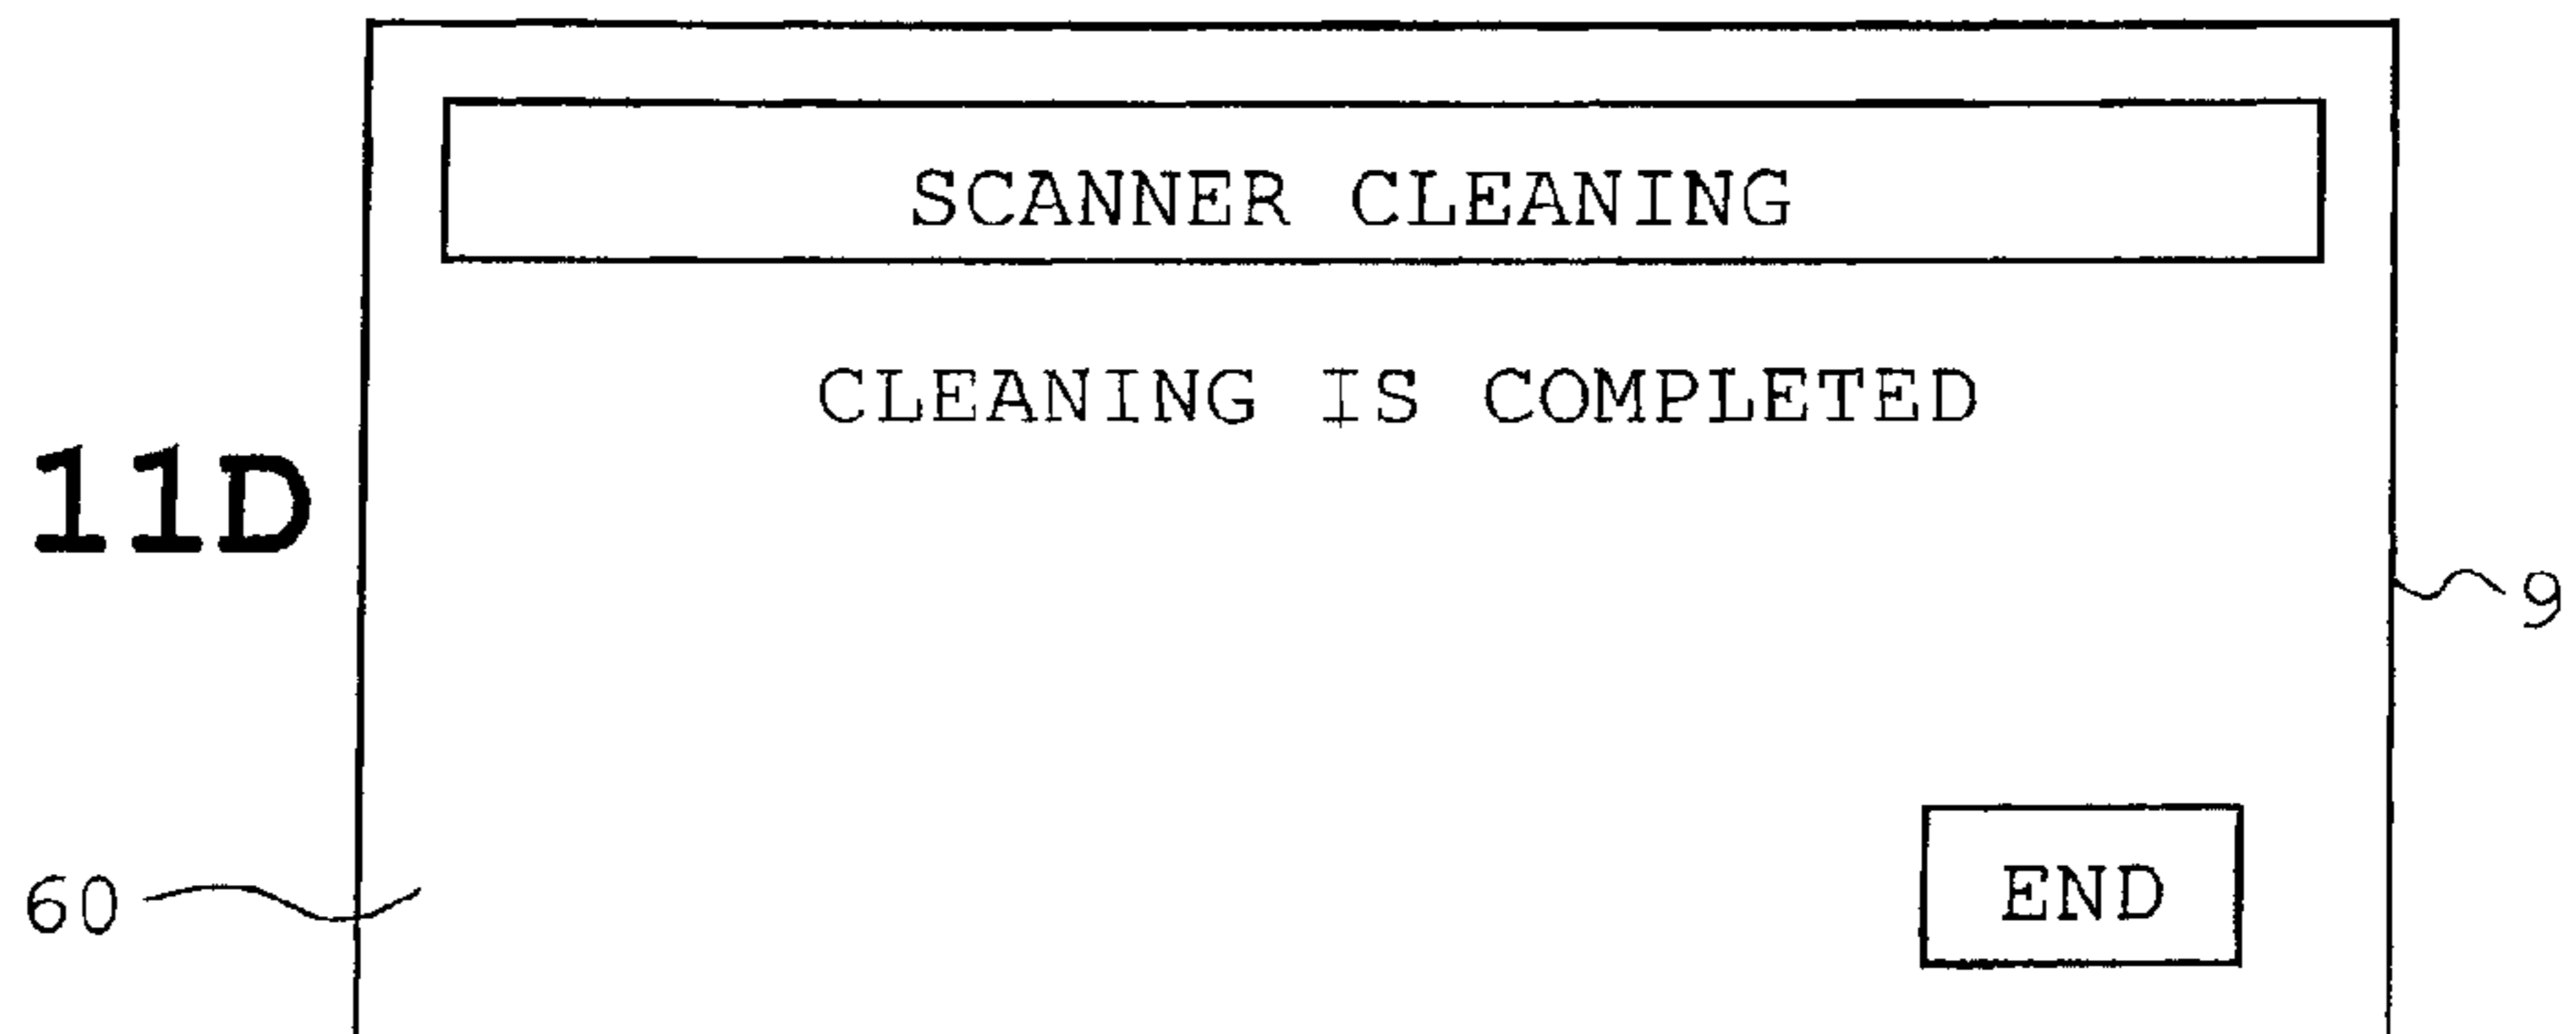 SCANNER CLEANING
CLEANING IS COMPLETED
11D
9
60
END